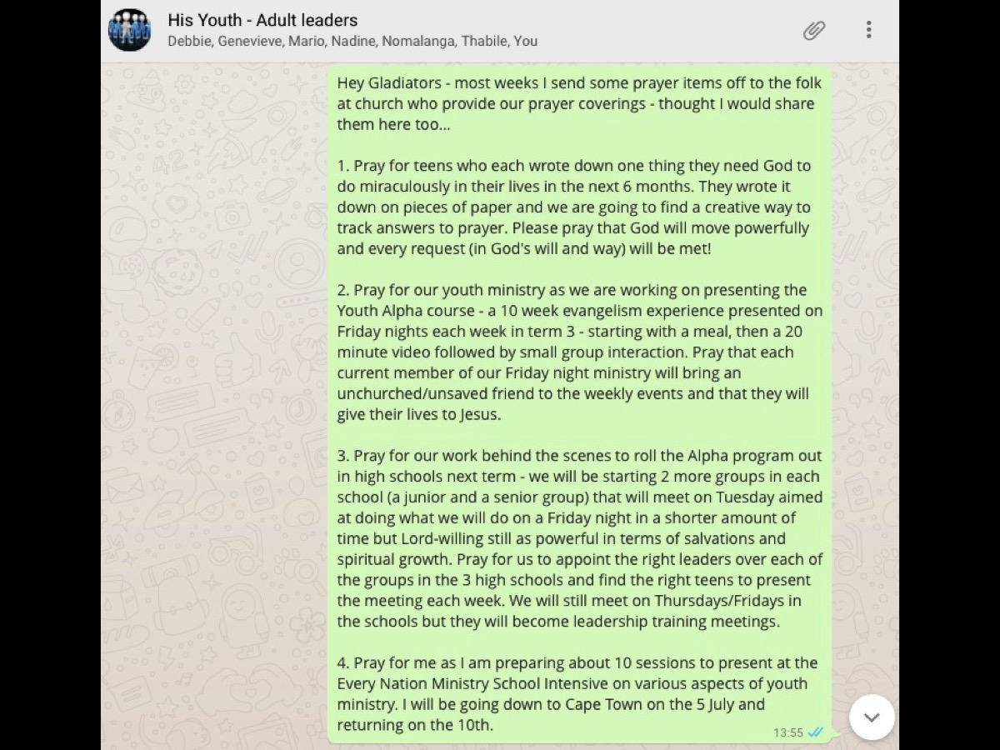 His Youth - Adult leaders
Debbie, Genevieve, Mario, Nadine, Nomalanga, Thabile, You
Hey Gladiators - most weeks I send some prayer items off to the folk
at church who provide our prayer coverings - thought I would share
them here too...
1. Pray for teens who each wrote down one thing they need God to
do miraculously in their lives in the next 6 months. They wrote it
down on pieces of paper and we are going to find a creative way to
track answers to prayer. Please pray that God will move powerfully
and every request (in God's will and way) will be met!
2. Pray for our youth ministry as we are working on presenting the
Youth Alpha course - a 10 week evangelism experience presented on
Friday nights each week in term 3 - starting with a meal, then a 20
minute video followed by small group interaction. Pray that each
current member of our Friday night ministry will bring an
unchurched/unsaved friend to the weekly events and that they will
give their lives to Jesus.
3. Pray for our work behind the scenes to roll the Alpha program out
in high schools next term - we will be starting 2 more groups in each
school (a junior and a senior group) that will meet on Tuesday aimed
at doing what we will do on a Friday night in a shorter amount of
time but Lord-willing still as powerful in terms of salvations and
spiritual growth. Pray for us to appoint the right leaders over each of
the groups in the 3 high schools and find the right teens to present
the meeting each week. We will still meet on Thursdays/Fridays in
the schools but they will become leadership training meetings.
4. Pray for me as I am preparing about 10 sessions to present at the
Every Nation Ministry School Intensive on various aspects of youth
ministry. I will be going down to Cape Town on the 5 July and
returning on the 10th.
13:55